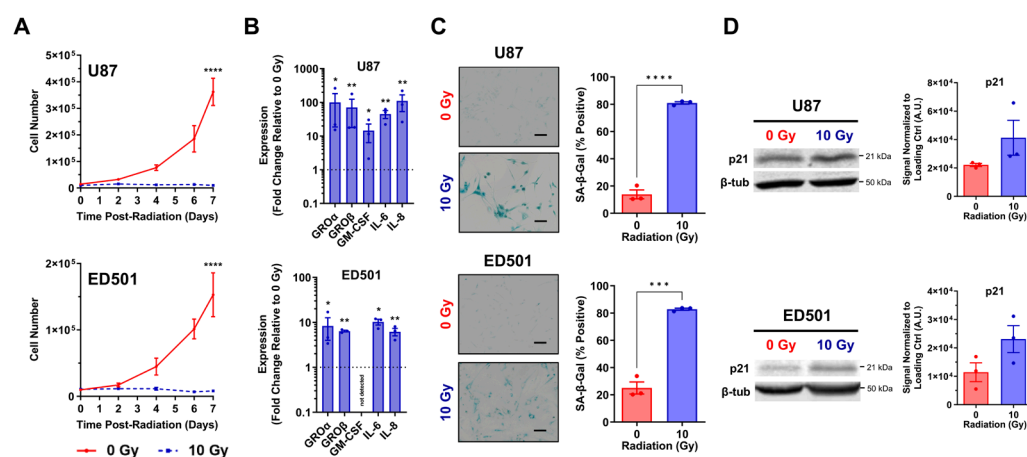 A
U87
Cell Number
5×10⁵
4×10⁵
3×10⁵
2×10⁵
1×10⁵
0
****
0 1 2 3 4 5 6 7
Time Post-Radiation (Days)
ED501
Cell Number
2×10⁵
1×10⁵
0
****
0 1 2 3 4 5 6 7
Time Post-Radiation (Days)
0 Gy 10 Gy
B
U87
Expression
(Fold Change Relative to 0 Gy)
1000
100
10
1
0.1
* ** * ** **
GROα GROβ GM-CSF IL-6 IL-8
ED501
Expression
(Fold Change Relative to 0 Gy)
100
10
1
0.1
* ** * **
not detected
GROα GROβ GM-CSF IL-6 IL-8
C
U87
0 Gy
10 Gy
SA-β-Gal (% Positive)
100
80
60
40
20
0
****
0 10
Radiation (Gy)
ED501
0 Gy
10 Gy
SA-β-Gal (% Positive)
100
80
60
40
20
0
***
0 10
Radiation (Gy)
D
U87
0 Gy 10 Gy
p21
21 kDa
β-tub
50 kDa
p21
Signal Normalized to
Loading Ctrl (A.U.)
8×10⁴
6×10⁴
4×10⁴
2×10⁴
0
0 10
Radiation (Gy)
ED501
0 Gy 10 Gy
p21
21 kDa
β-tub
50 kDa
p21
Signal Normalized to
Loading Ctrl (A.U.)
4×10⁴
3×10⁴
2×10⁴
1×10⁴
0
0 10
Radiation (Gy)